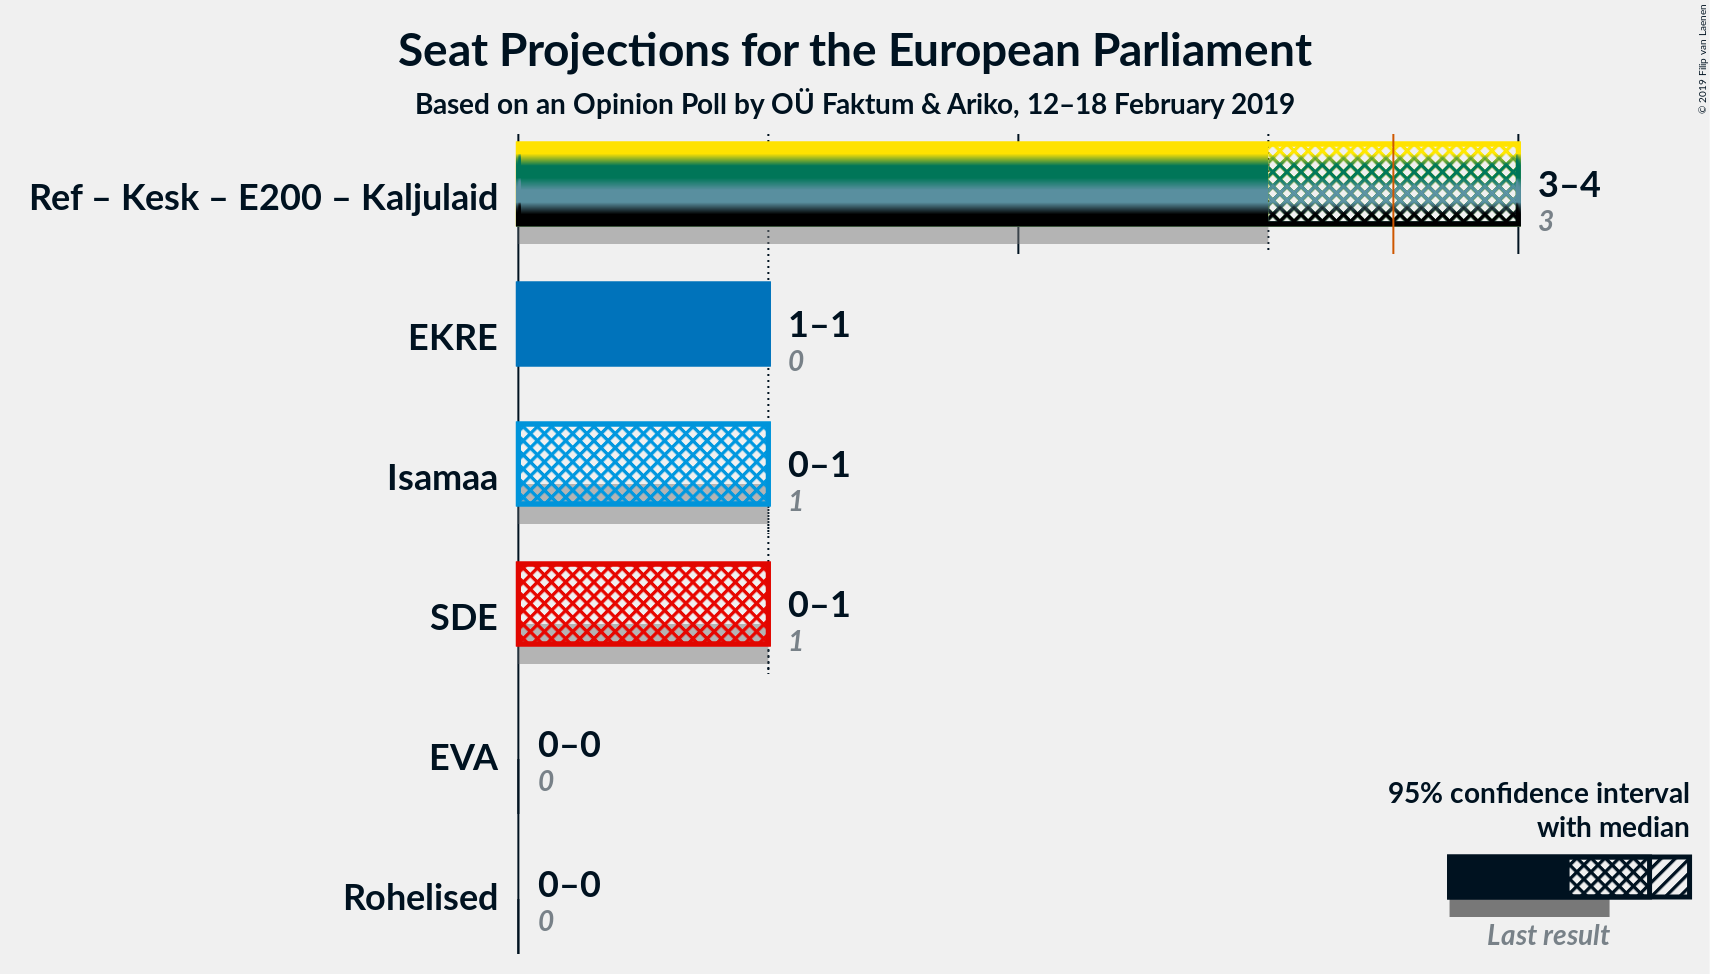 Seat Projections for the European Parliament
Based on an Opinion Poll by OÜ Faktum & Ariko, 12–18 February 2019
© 2019 Filip van Laenen
Ref – Kesk – E200 – Kaljulaid
3–4
3
EKRE
1–1
0
Isamaa
0–1
1
SDE
0–1
1
EVA
0–0
0
Rohelised
0–0
0
95% confidence interval
with median
Last result